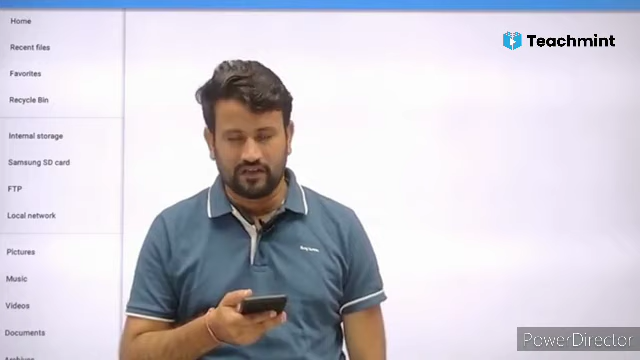 Home
Recent files
Favorites
Recycle Bin
Internal storage
Samsung SD card
FTP
Local network
Pictures
Music
Videos
Documents
Archives
Teachmint
PowerDirector